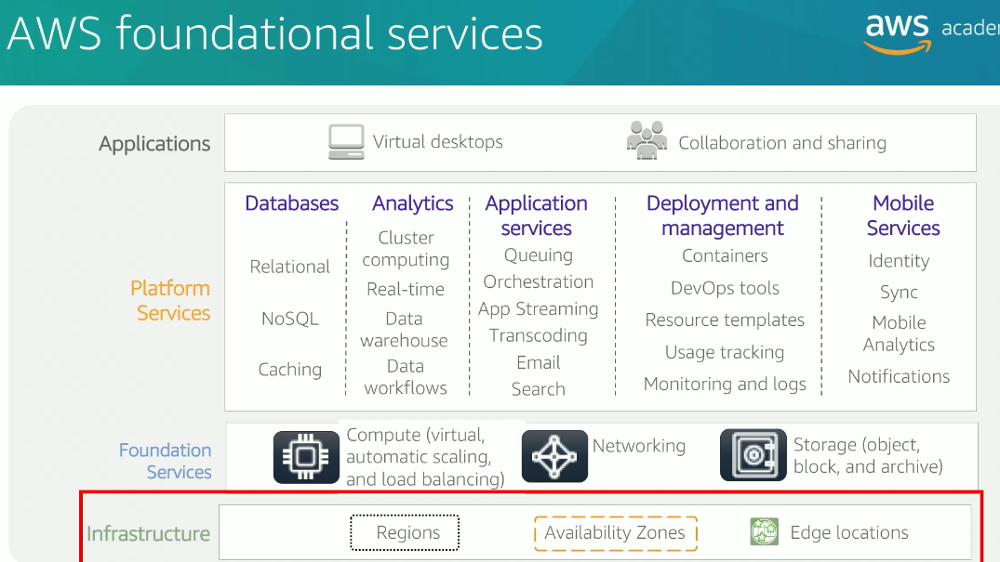 AWS foundational services
aws
Applications
Virtual desktops
Collaboration and sharing
Platform
Services
Databases
Relational
NoSQL
Caching
Analytics
Cluster
computing
Real-time
Data
warehouse
Data
workflows
Application
services
Queuing
Orchestration
App Streaming
Transcoding
Email
Search
Deployment and
management
Containers
DevOps tools
Resource templates
Usage tracking
Monitoring and logs
Mobile
Services
Identity
Sync
Mobile
Analytics
Notifications
Foundation
Services
Compute (virtual,
automatic scaling,
and load balancing)
Networking
Storage (object,
block, and archive)
Infrastructure
Regions
Availability Zones
Edge locations